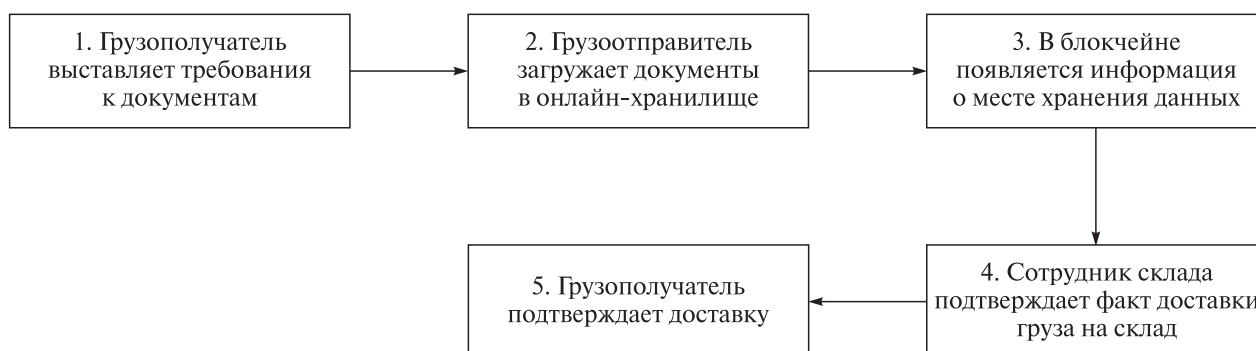 1. Грузополучатель
выставляет требования
к документам
2. Грузоотправитель
загружает документы
в онлайн-хранилище
3. В блокчейне
появляется информация
о месте хранения данных
4. Сотрудник склада
подтверждает факт доставки
груза на склад
5. Грузополучатель
подтверждает доставку